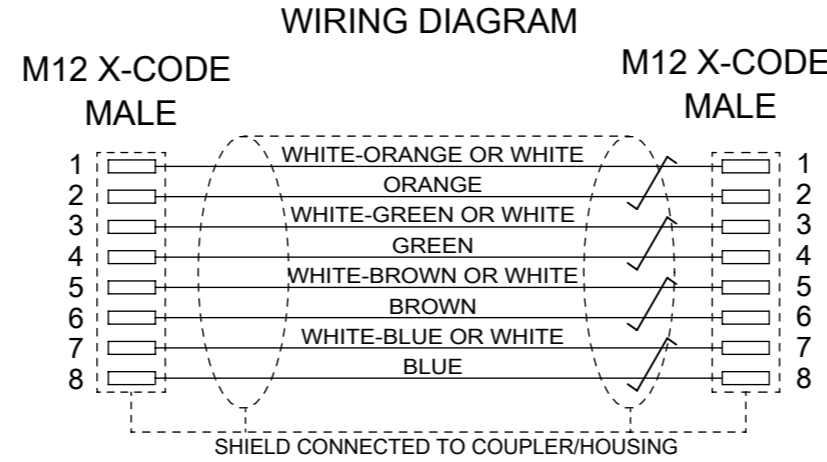 WIRING DIAGRAM
M12 X-CODE
MALE
M12 X-CODE
MALE
1 WHITE-ORANGE OR WHITE 1
2 ORANGE 2
3 WHITE-GREEN OR WHITE 3
4 GREEN 4
5 WHITE-BROWN OR WHITE 5
6 BROWN 6
7 WHITE-BLUE OR WHITE 7
8 BLUE 8
SHIELD CONNECTED TO COUPLER/HOUSING